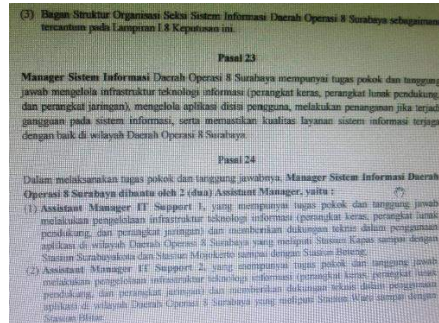 (3) Bagan Struktur Organisasi Seksi Sistem Informasi Daerah Operasi 8 Surabaya sebagaimana
tercantum pada Lampiran I.8 Keputusan ini.
Pasal 23
Manager Sistem Informasi Daerah Operasi 8 Surabaya mempunyai tugas pokok dan tanggung
jawab mengelola infrastruktur teknologi informasi (perangkat keras, perangkat lunak pendukung,
dan perangkat jaringan), mengelola aplikasi disisi pengguna, melakukan penanganan jika terjadi
gangguan pada sistem informasi, serta memastikan kualitas layanan sistem informasi terjaga
dengan baik di wilayah Daerah Operasi 8 Surabaya.
Pasal 24
Dalam melaksanakan tugas pokok dan tanggung jawabnya, Manager Sistem Informasi Daerah
Operasi 8 Surabaya dibantu oleh 2 (dua) Assistant Manager, yaitu :
(1) Assistant Manager IT Support 1, yang mempunyai tugas pokok dan tanggung jawab
melakukan pengelolaan infrastruktur teknologi informasi (perangkat keras, perangkat lunak
pendukung, dan perangkat jaringan) dan memberikan dukungan teknis dalam penggunaan
aplikasi di wilayah Daerah Operasi 8 Surabaya yang meliputi Stasiun Kapas sampai dengan
Stasiun Surabayakota dan Stasiun Mojokerto sampai dengan Stasiun Benteng.
(2) Assistant Manager IT Support 2, yang mempunyai tugas pokok dan tanggung jawab
melakukan pengelolaan infrastruktur teknologi informasi (perangkat keras, perangkat lunak
pendukung, dan perangkat jaringan) dan memberikan dukungan teknis dalam penggunaan
aplikasi di wilayah Daerah Operasi 8 Surabaya yang meliputi Stasiun Waru sampai dengan
Stasiun Blitar.